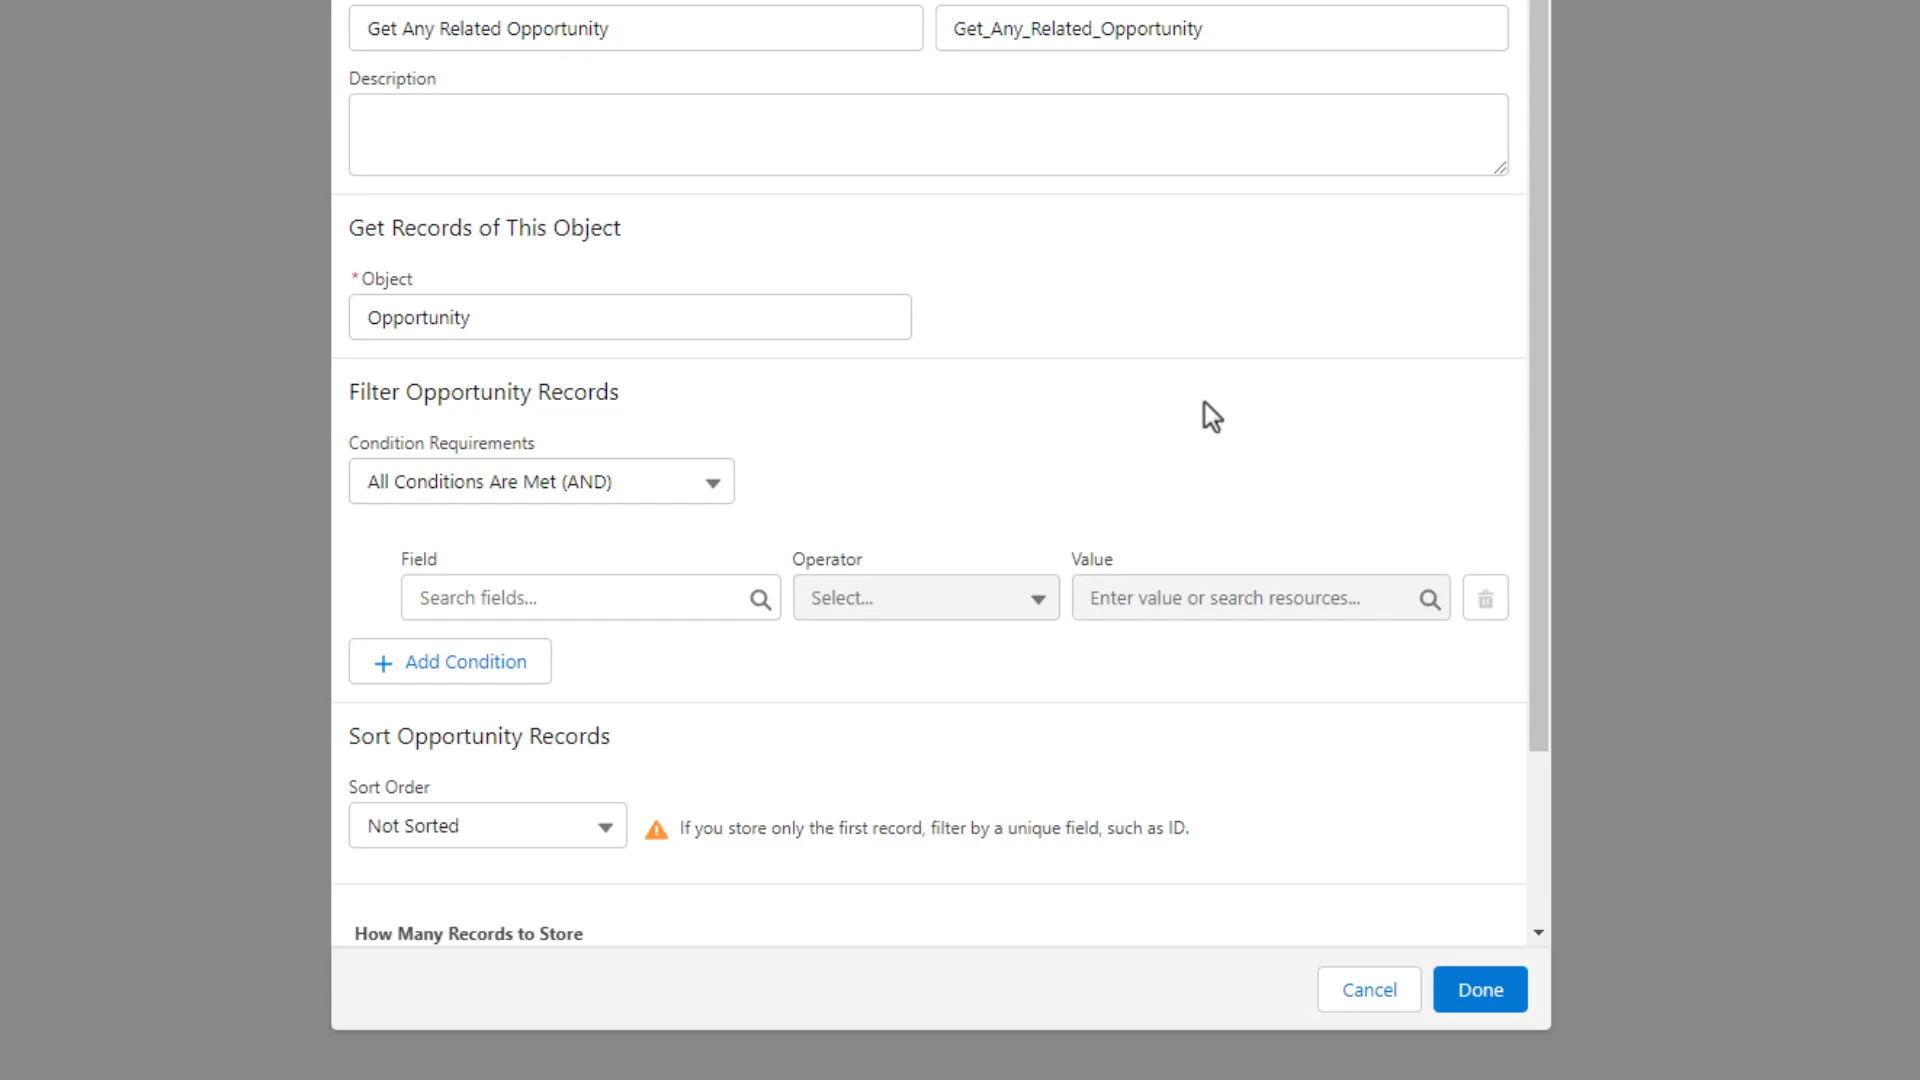 Get Any Related Opportunity
Get_Any_Related_Opportunity
Description
Get Records of This Object
*Object
Opportunity
Filter Opportunity Records
Condition Requirements
All Conditions Are Met (AND)
Field
Operator
Value
Search fields...
Select...
Enter value or search resources...
+ Add Condition
Sort Opportunity Records
Sort Order
Not Sorted
If you store only the first record, filter by a unique field, such as ID.
How Many Records to Store
Cancel
Done